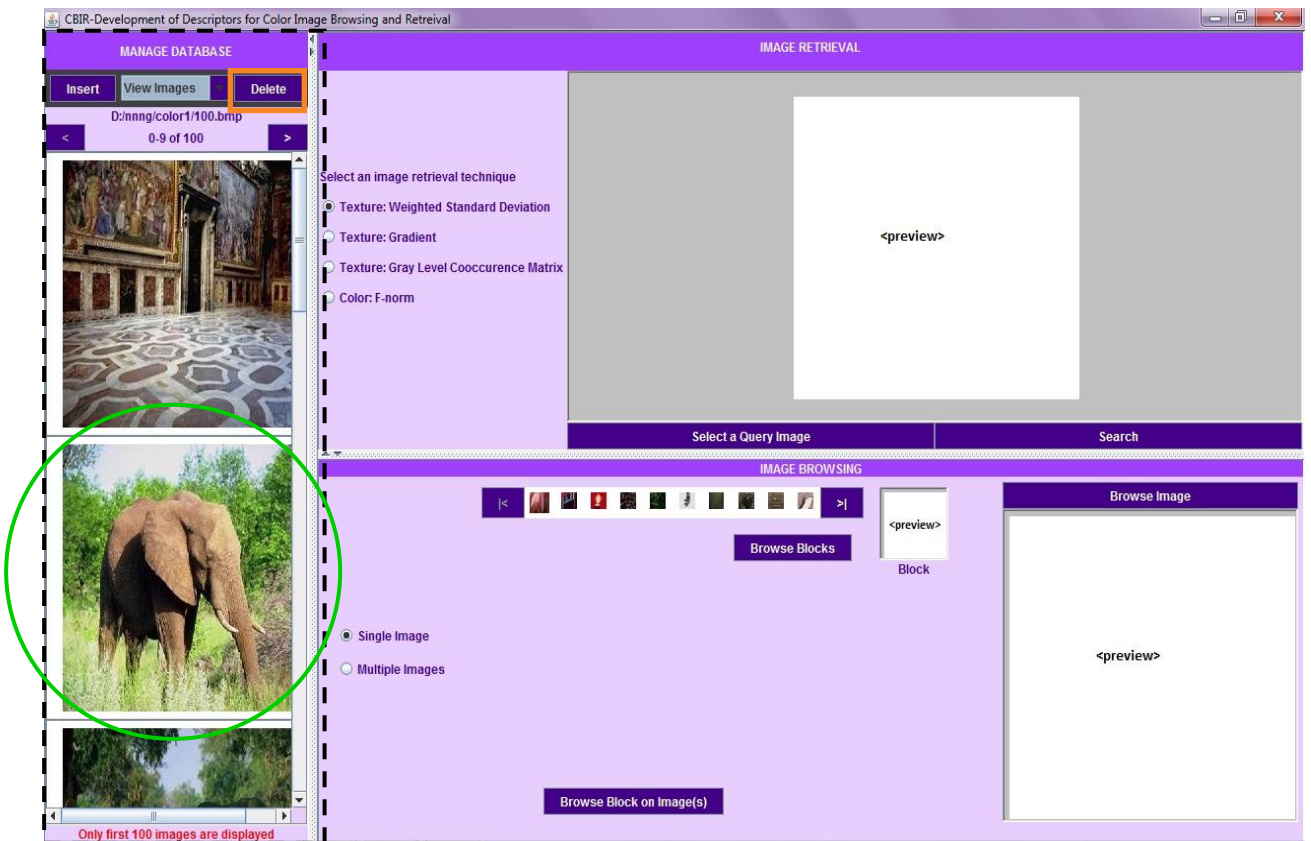 CBIR-Development of Descriptors for Color Image Browsing and Retreival
MANAGE DATABASE
Insert
View Images
Delete
D:/nnng/color1/100.bmp
<
0-9 of 100
>
Only first 100 images are displayed
IMAGE RETRIEVAL
Select an image retrieval technique
Texture: Weighted Standard Deviation
Texture: Gradient
Texture: Gray Level Cooccurence Matrix
Color: F-norm
<preview>
Select a Query Image
Search
IMAGE BROWSING
|<
>|
<preview>
Block
Browse Blocks
Single Image
Multiple Images
Browse Block on Image(s)
Browse Image
<preview>